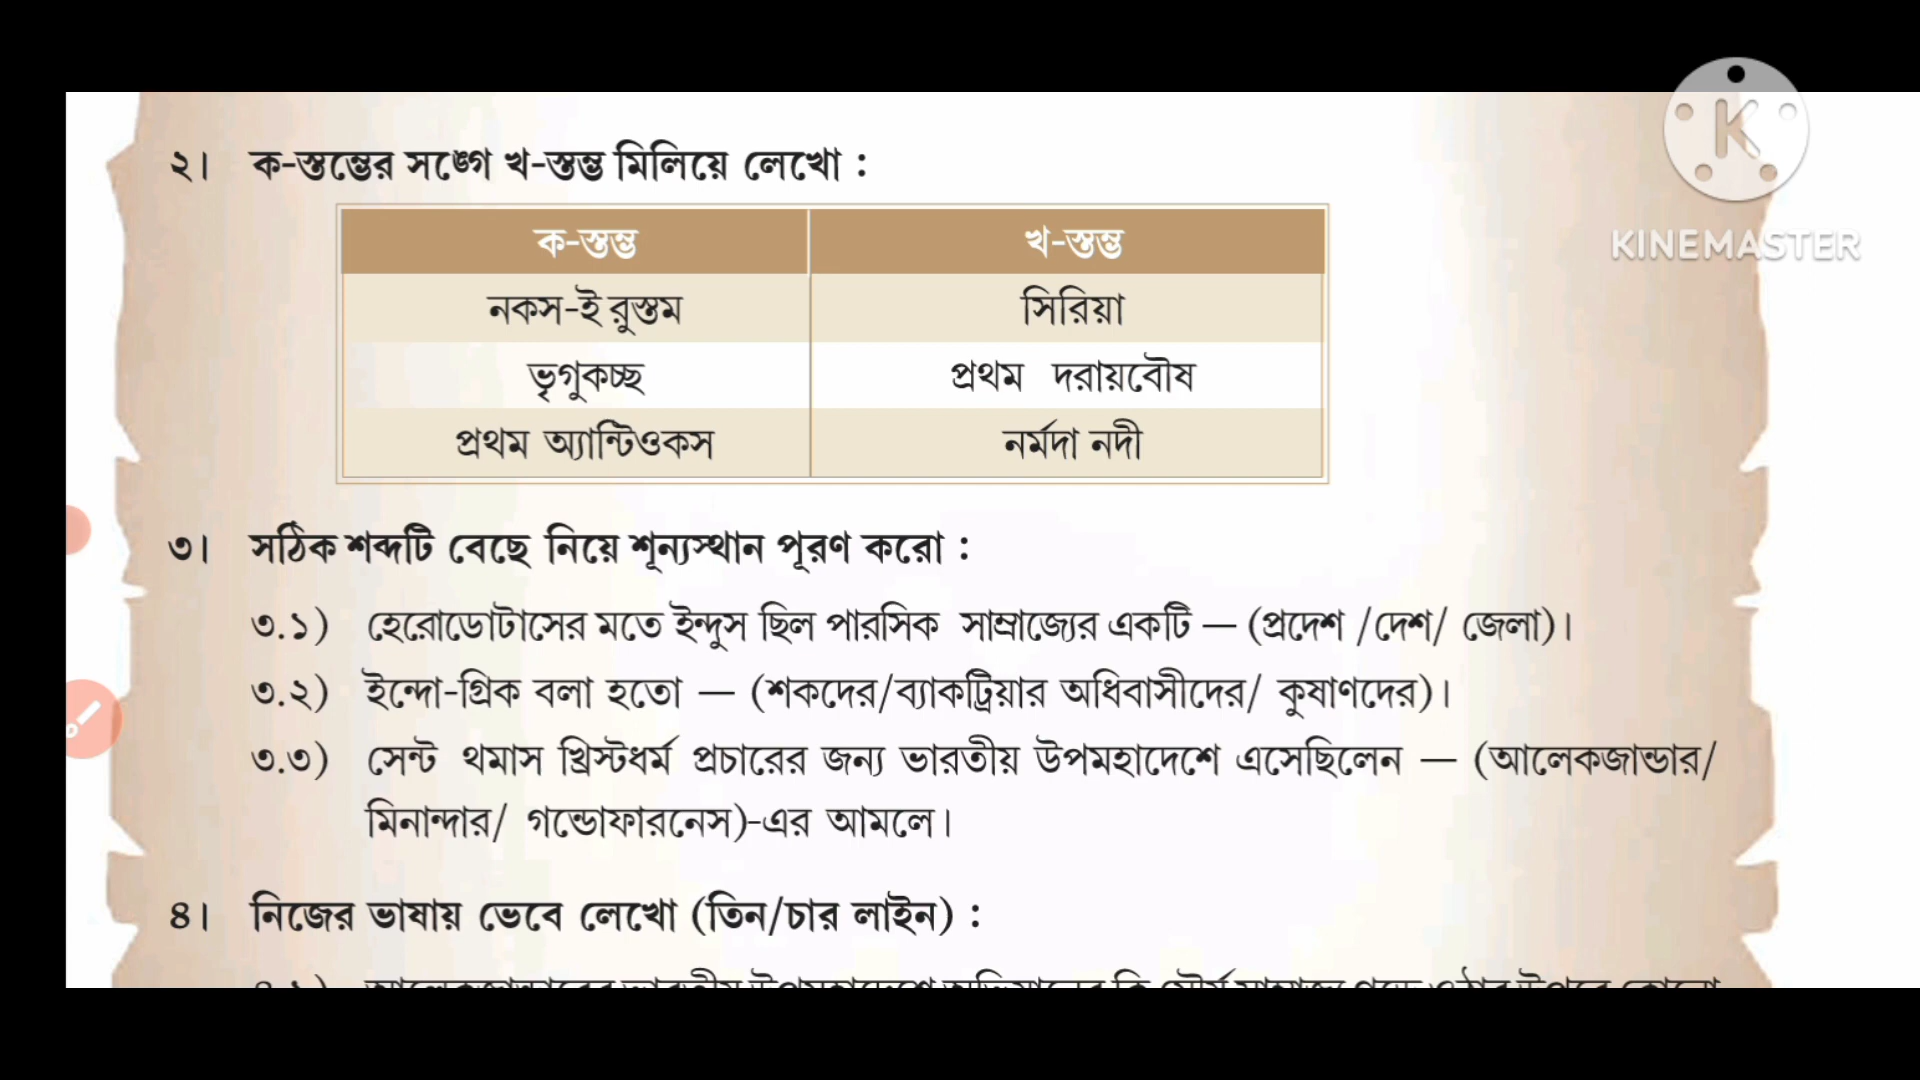 ২। ক-স্তম্ভের সঙ্গে খ-স্তম্ভ মিলিয়ে লেখো :
ক-স্তম্ভ খ-স্তম্ভ
নকস-ই রুস্তম সিরিয়া
ভৃগুকচ্ছ প্রথম দরায়বৌষ
প্রথম অ্যান্টিওকস নর্মদা নদী
K
KINEMASTER
৩। সঠিক শব্দটি বেছে নিয়ে শূন্যস্থান পূরণ করো :
৩.১) হেরোডোটাসের মতে ইন্দুস ছিল পারসিক সাম্রাজ্যের একটি — (প্রদেশ /দেশ/ জেলা)।
৩.২) ইন্দো-গ্রিক বলা হতো — (শকদের/ব্যাকট্রিয়ার অধিবাসীদের/ কুষাণদের)।
৩.৩) সেন্ট থমাস খ্রিস্টধর্ম প্রচারের জন্য ভারতীয় উপমহাদেশে এসেছিলেন — (আলেকজান্ডার/
মিনান্দার/ গন্ডোফারনেস)-এর আমলে।
৪। নিজের ভাষায় ভেবে লেখো (তিন/চার লাইন) :